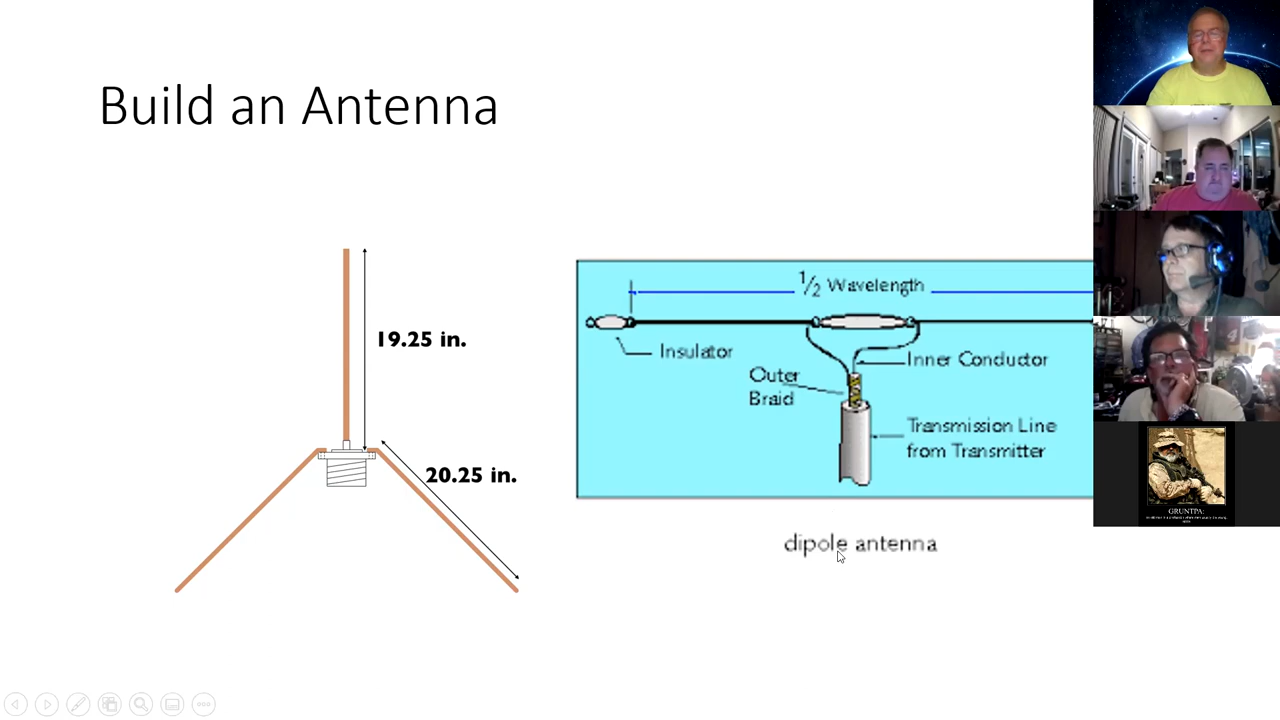 Build an Antenna
19.25 in.
20.25 in.
1/2 Wavelength
Insulator
Inner Conductor
Outer
Braid
Transmission Line
from Transmitter
dipole antenna
GRUNTPA: